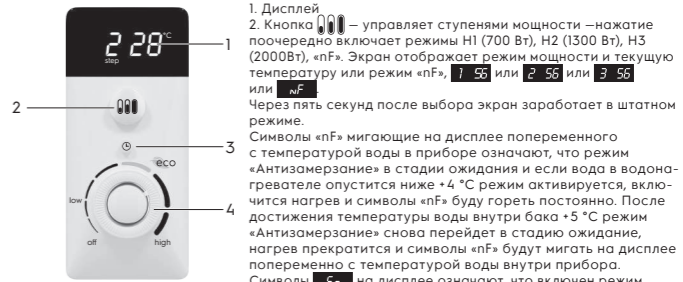 2 28 °C
step
1
2
3
eco
4
low
off
high
1. Дисплей
2. Кнопка – управляет ступенями мощности –нажатие
поочередно включает режимы H1 (700 Вт), H2 (1300 Вт), H3
(2000Вт), «nF». Экран отображает режим мощности и текущую
температуру или режим «nF», 1 56 или 2 56 или 3 56
или nF.
Через пять секунд после выбора экран заработает в штатном
режиме.
Символы «nF» мигающие на дисплее попеременного
с температурой воды в приборе означают, что режим
«Антизамерзание» в стадии ожидания и если вода в водона-
гревателе опустится ниже +4 °C режим активируется, вклю-
чится нагрев и символы «nF» буду гореть постоянно. После
достижения температуры воды внутри бака +5 °C режим
«Антизамерзание» снова перейдет в стадию ожидания,
нагрев прекратится и символы «nF» будут мигать на дисплее
попеременно с температурой воды внутри прибора.
Символы на дисплее означают, что включен режим